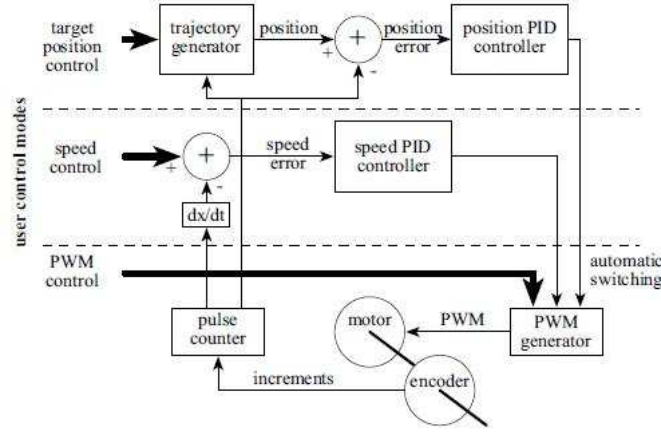 target
position
control
trajectory
generator
position
+
+
-
position
error
position PID
controller
user control modes
speed
control
+
+
-
speed
error
speed PID
controller
dx/dt
PWM
control
automatic
switching
pulse
counter
motor
PWM
PWM
generator
encoder
increments